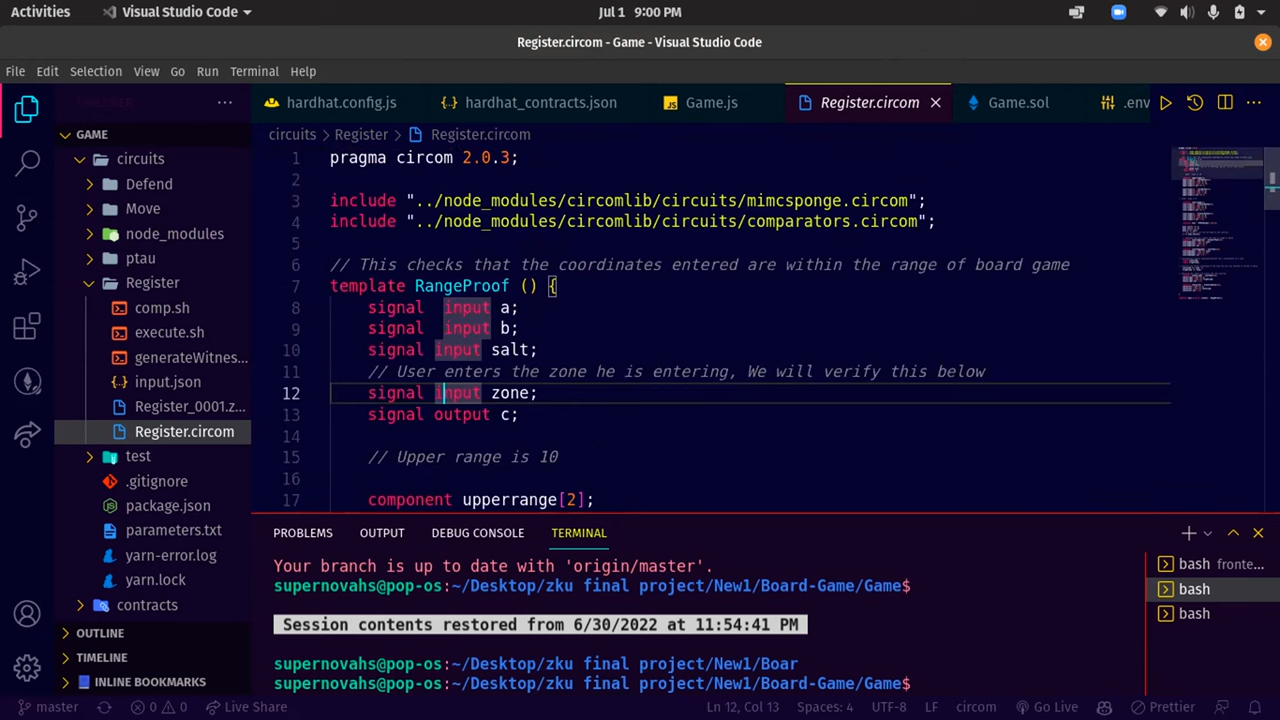 Activities Visual Studio Code Jul 1 9:00 PM
Register.circom - Game - Visual Studio Code
File Edit Selection View Go Run Terminal Help
hardhat.config.js hardhat_contracts.json Game.js Register.circom Game.sol .env
circuits > Register > Register.circom
GAME
circuits
Defend
Move
node_modules
ptau
Register
comp.sh
execute.sh
generateWitnes...
input.json
Register_0001.z...
Register.circom
test
.gitignore
package.json
parameters.txt
yarn-error.log
yarn.lock
contracts
OUTLINE
TIMELINE
INLINE BOOKMARKS
1 pragma circom 2.0.3;
2
3 include "../node_modules/circomlib/circuits/mimcsponge.circom";
4 include "../node_modules/circomlib/circuits/comparators.circom";
5
6 // This checks that the coordinates entered are within the range of board game
7 template RangeProof () {
8 signal  input a;
9 signal  input b;
10 signal input salt;
11 // User enters the zone he is entering, We will verify this below
12 signal input zone;
13 signal output c;
14
15 // Upper range is 10
16
17 component upperrange[2];
PROBLEMS OUTPUT DEBUG CONSOLE TERMINAL
Your branch is up to date with 'origin/master'.
supernovahs@pop-os:~/Desktop/zku final project/New1/Board-Game/Game$
Session contents restored from 6/30/2022 at 11:54:41 PM
supernovahs@pop-os:~/Desktop/zku final project/New1/Boar
supernovahs@pop-os:~/Desktop/zku final project/New1/Board-Game/Game$
bash fronte...
bash
bash
master 0 0 Live Share Ln 12, Col 13 Spaces: 4 UTF-8 LF circom Go Live Prettier